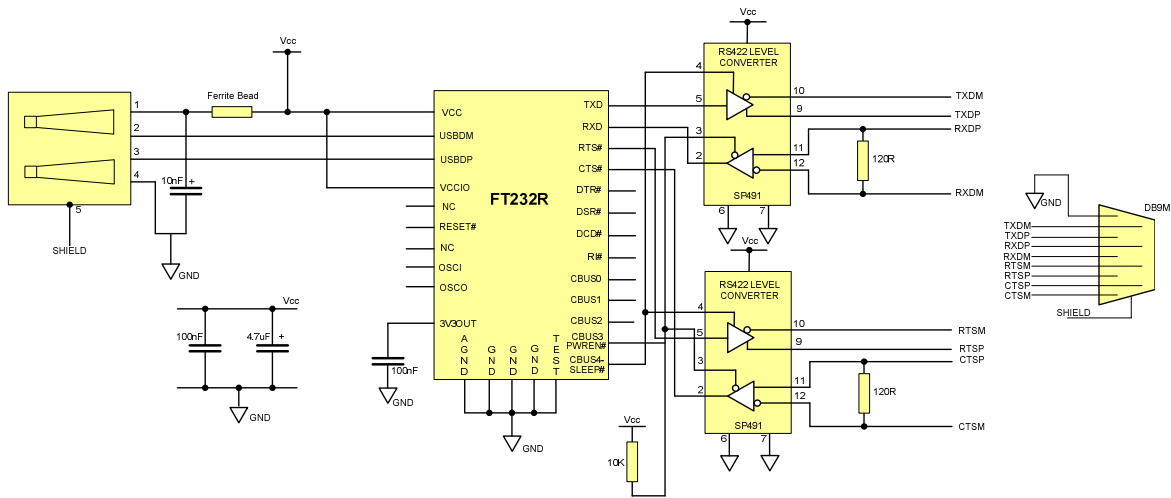 Vcc
Ferrite Bead
1
2
3
4
5
SHIELD
10nF +
GND
Vcc
100nF
4.7uF +
GND
FT232R
VCC
USBDM
USBDP
VCCIO
NC
RESET#
NC
OSCI
OSCO
3V3OUT
100nF
GND
AGND
GND
GND
GND
TEST
GND
TXD
RXD
RTS#
CTS#
DTR#
DSR#
DCD#
RI#
CBUS0
CBUS1
CBUS2
CBUS3
PWREN#
CBUS4-
SLEEP#
Vcc
10K
Vcc
RS422 LEVEL
CONVERTER
4
5
3
2
10
9
11
12
SP491
6
7
TXDM
TXDP
RXDP
120R
RXDM
Vcc
RS422 LEVEL
CONVERTER
4
5
3
2
10
9
11
12
SP491
6
7
RTSM
RTSP
CTSP
120R
CTSM
GND
DB9M
TXDM
TXDP
RXDP
RXDM
RTSM
RTSP
CTSP
CTSM
SHIELD